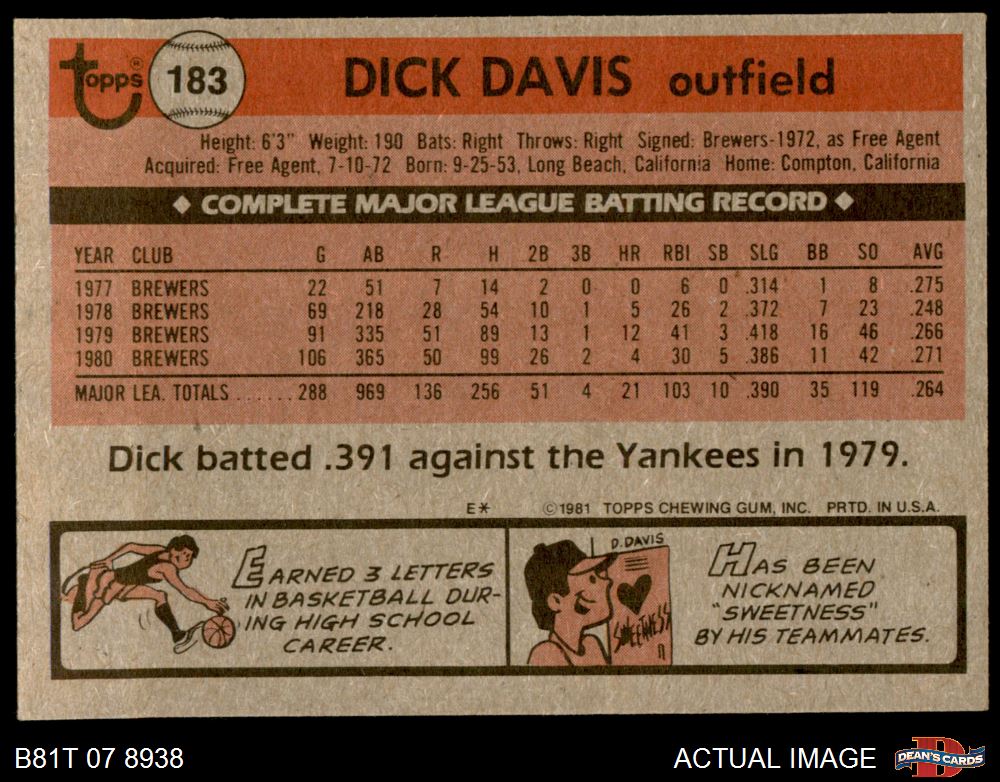 topps®
183
DICK DAVIS outfield
Height: 6'3" Weight: 190 Bats: Right Throws: Right Signed: Brewers-1972, as Free Agent
Acquired: Free Agent, 7-10-72 Born: 9-25-53, Long Beach, California Home: Compton, California
◆ COMPLETE MAJOR LEAGUE BATTING RECORD ◆
YEAR CLUB G AB R H 2B 3B HR RBI SB SLG BB SO AVG
1977 BREWERS 22 51 7 14 2 0 0 6 0 .314 1 8 .275
1978 BREWERS 69 218 28 54 10 1 5 26 2 .372 7 23 .248
1979 BREWERS 91 335 51 89 13 1 12 41 3 .418 16 46 .266
1980 BREWERS 106 365 50 99 26 2 4 30 5 .386 11 42 .271
MAJOR LEA. TOTALS ...... 288 969 136 256 51 4 21 103 10 .390 35 119 .264
Dick batted .391 against the Yankees in 1979.
E* ©1981 TOPPS CHEWING GUM, INC. PRTD. IN U.S.A.
EARNED 3 LETTERS
IN BASKETBALL DUR-
ING HIGH SCHOOL
CAREER.
D. DAVIS
SWEETNESS
HAS BEEN
NICKNAMED
"SWEETNESS"
BY HIS TEAMMATES.
B81T 07 8938
ACTUAL IMAGE
D
DEAN'S CARDS